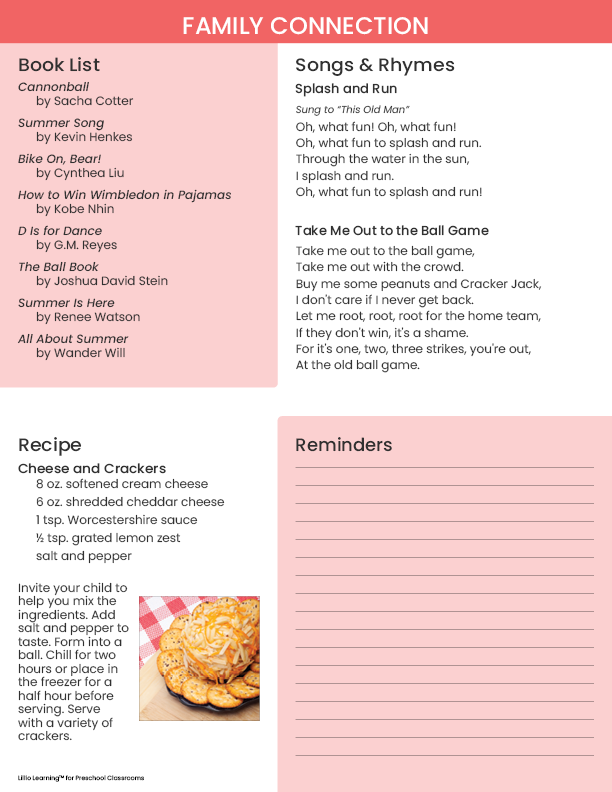 FAMILY CONNECTION
Book List
Cannonball
by Sacha Cotter
Summer Song
by Kevin Henkes
Bike On, Bear!
by Cynthea Liu
How to Win Wimbledon in Pajamas
by Kobe Nhin
D Is for Dance
by G.M. Reyes
The Ball Book
by Joshua David Stein
Summer Is Here
by Renee Watson
All About Summer
by Wander Will
Songs & Rhymes
Splash and Run
Sung to “This Old Man”
Oh, what fun! Oh, what fun!
Oh, what fun to splash and run.
Through the water in the sun,
I splash and run.
Oh, what fun to splash and run!
Take Me Out to the Ball Game
Take me out to the ball game,
Take me out with the crowd.
Buy me some peanuts and Cracker Jack,
I don't care if I never get back.
Let me root, root, root for the home team,
If they don't win, it's a shame.
For it's one, two, three strikes, you're out,
At the old ball game.
Recipe
Cheese and Crackers
8 oz. softened cream cheese
6 oz. shredded cheddar cheese
1 tsp. Worcestershire sauce
½ tsp. grated lemon zest
salt and pepper
Invite your child to
help you mix the
ingredients. Add
salt and pepper to
taste. Form into a
ball. Chill for two
hours or place in
the freezer for a
half hour before
serving. Serve
with a variety of
crackers.
Reminders
Lillio Learning™ for Preschool Classrooms